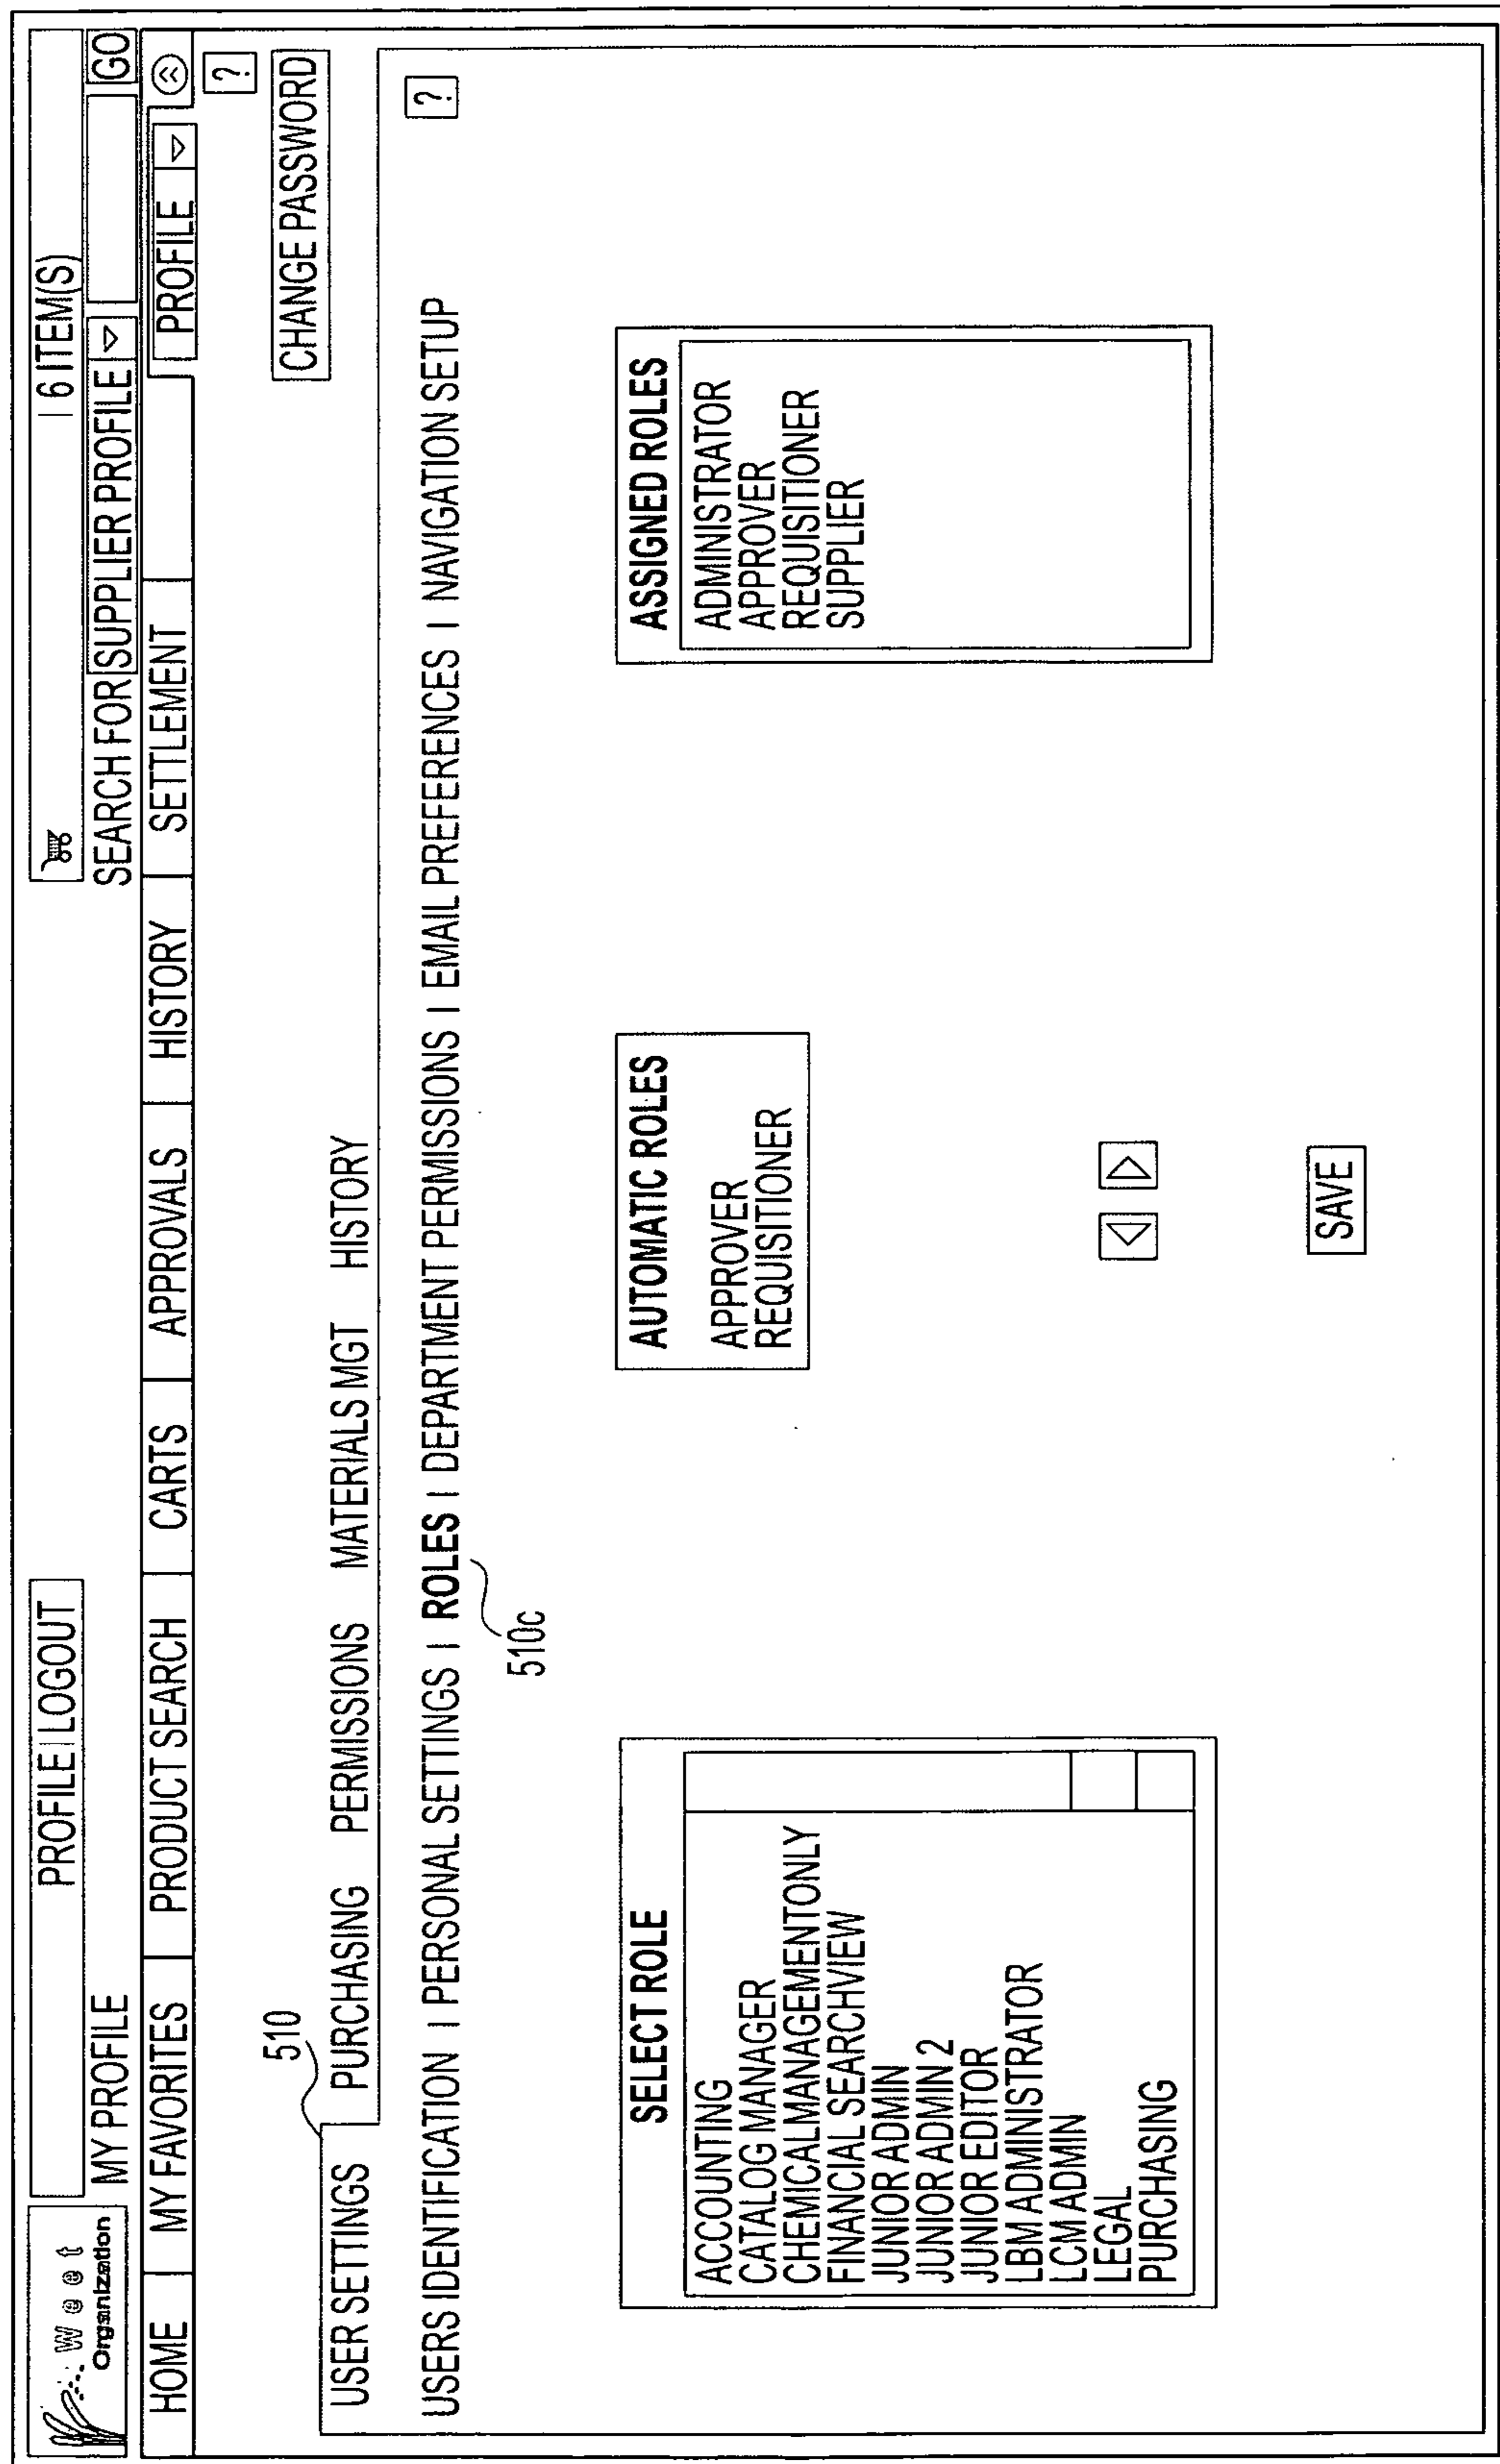 Weet
Organization
PROFILE | LOGOUT
| 6 ITEM(S)
MY PROFILE
SEARCH FOR SUPPLIER PROFILE GO
HOME MY FAVORITES PRODUCT SEARCH CARTS APPROVALS HISTORY SETTLEMENT PROFILE
?
510
CHANGE PASSWORD
USER SETTINGS PURCHASING PERMISSIONS MATERIALS MGT HISTORY
?
USERS IDENTIFICATION | PERSONAL SETTINGS | ROLES | DEPARTMENT PERMISSIONS | EMAIL PREFERENCES | NAVIGATION SETUP
510c
SELECT ROLE
ACCOUNTING
CATALOG MANAGER
CHEMICALMANAGEMENTONLY
FINANCIAL SEARCHVIEW
JUNIOR ADMIN
JUNIOR ADMIN 2
JUNIOR EDITOR
LBM ADMINISTRATOR
LCM ADMIN
LEGAL
PURCHASING
AUTOMATIC ROLES
APPROVER
REQUISITIONER
ASSIGNED ROLES
ADMINISTRATOR
APPROVER
REQUISITIONER
SUPPLIER
SAVE